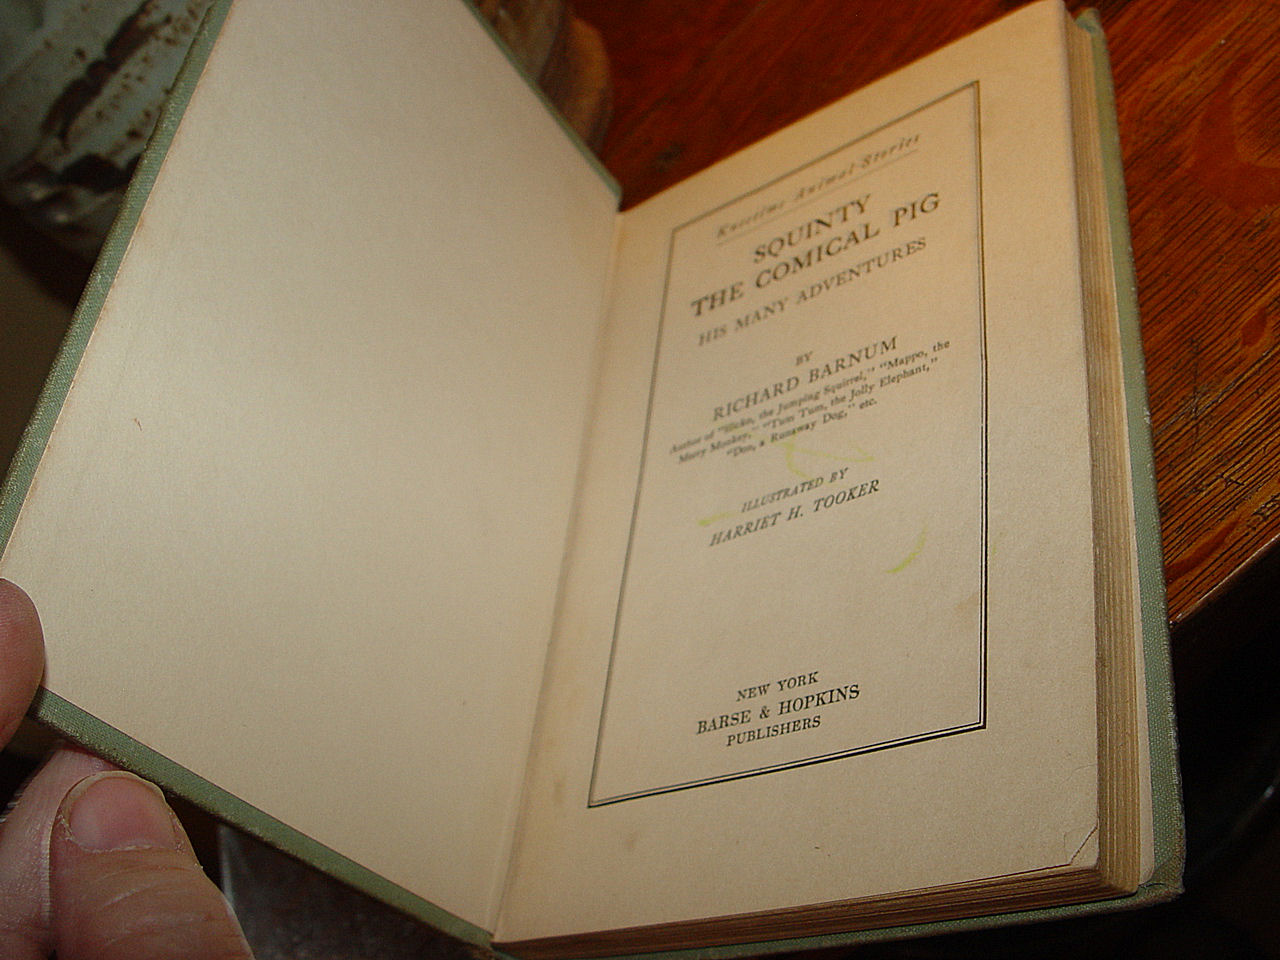 Kneetime Animal Stories
SQUINTY
THE COMICAL PIG
HIS MANY ADVENTURES
BY
RICHARD BARNUM
Author of "Slicko, the Jumping Squirrel," "Mappo, the
Merry Monkey," "Tum Tum, the Jolly Elephant,"
"Don, a Runaway Dog," etc.
ILLUSTRATED BY
HARRIET H. TOOKER
NEW YORK
BARSE & HOPKINS
PUBLISHERS